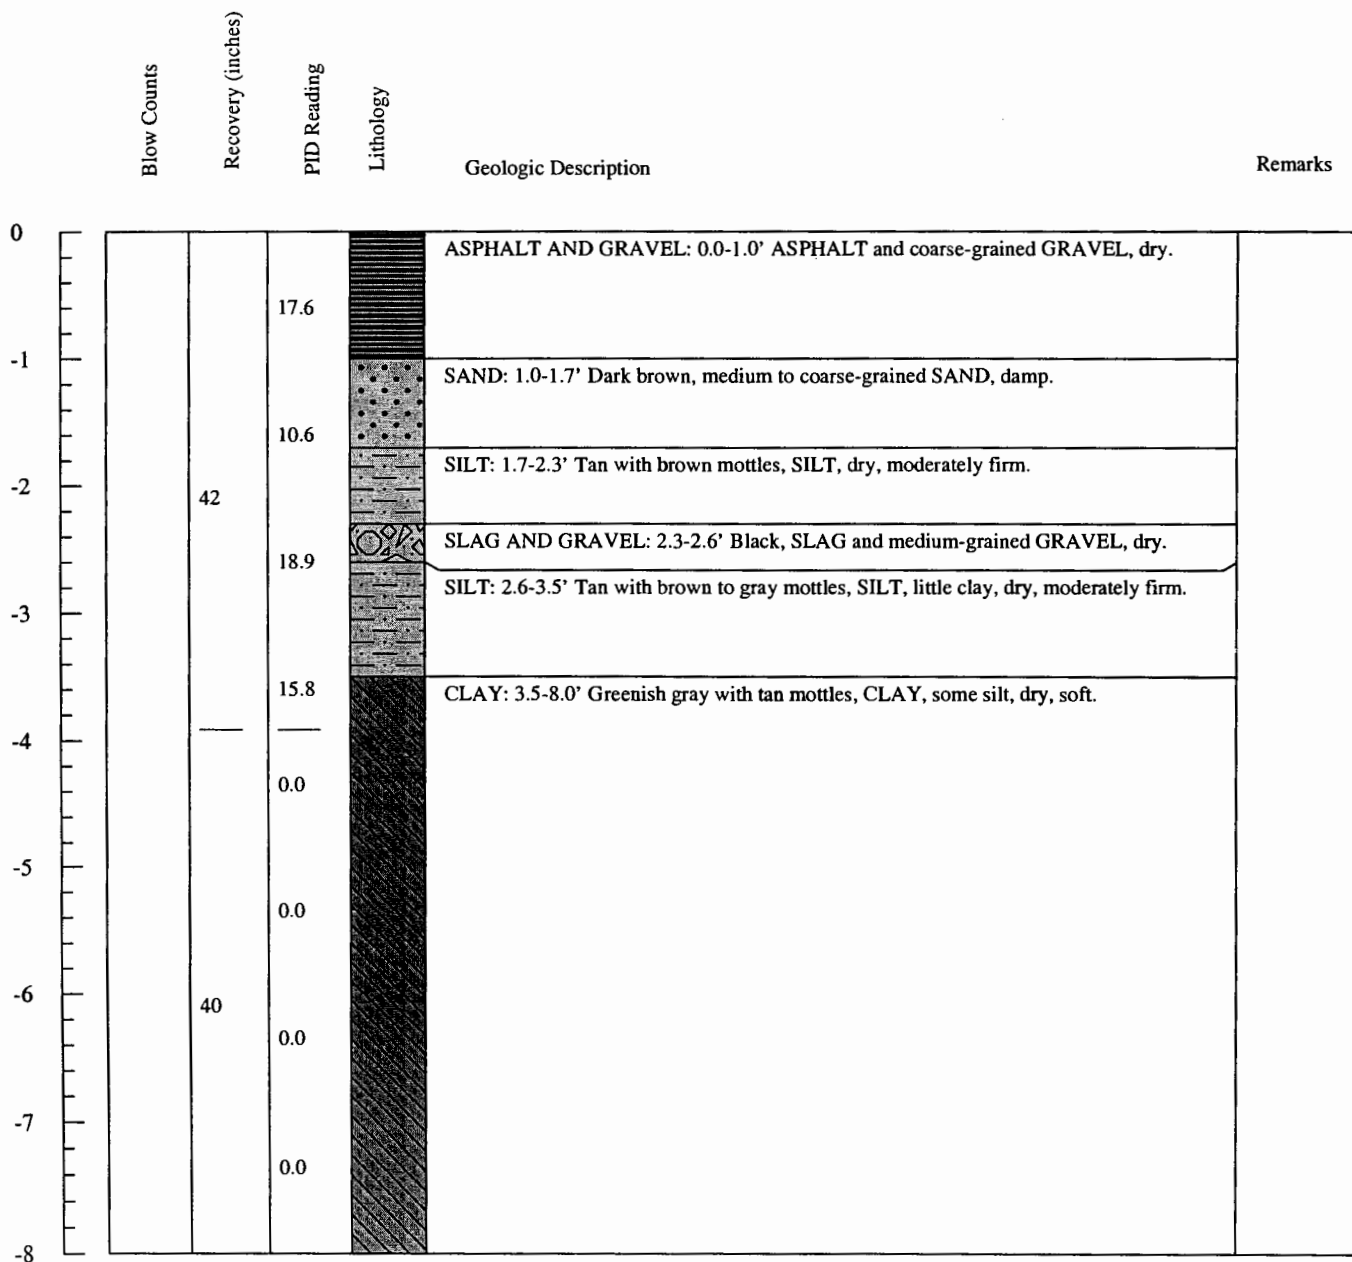 Blow Counts
Recovery (inches)
PID Reading
Lithology
Geologic Description
Remarks
0
ASPHALT AND GRAVEL: 0.0-1.0' ASPHALT and coarse-grained GRAVEL, dry.
17.6
-1
SAND: 1.0-1.7' Dark brown, medium to coarse-grained SAND, damp.
10.6
SILT: 1.7-2.3' Tan with brown mottles, SILT, dry, moderately firm.
-2
42
SLAG AND GRAVEL: 2.3-2.6' Black, SLAG and medium-grained GRAVEL, dry.
18.9
SILT: 2.6-3.5' Tan with brown to gray mottles, SILT, little clay, dry, moderately firm.
-3
15.8
CLAY: 3.5-8.0' Greenish gray with tan mottles, CLAY, some silt, dry, soft.
-4
0.0
-5
0.0
-6
40
0.0
-7
0.0
-8